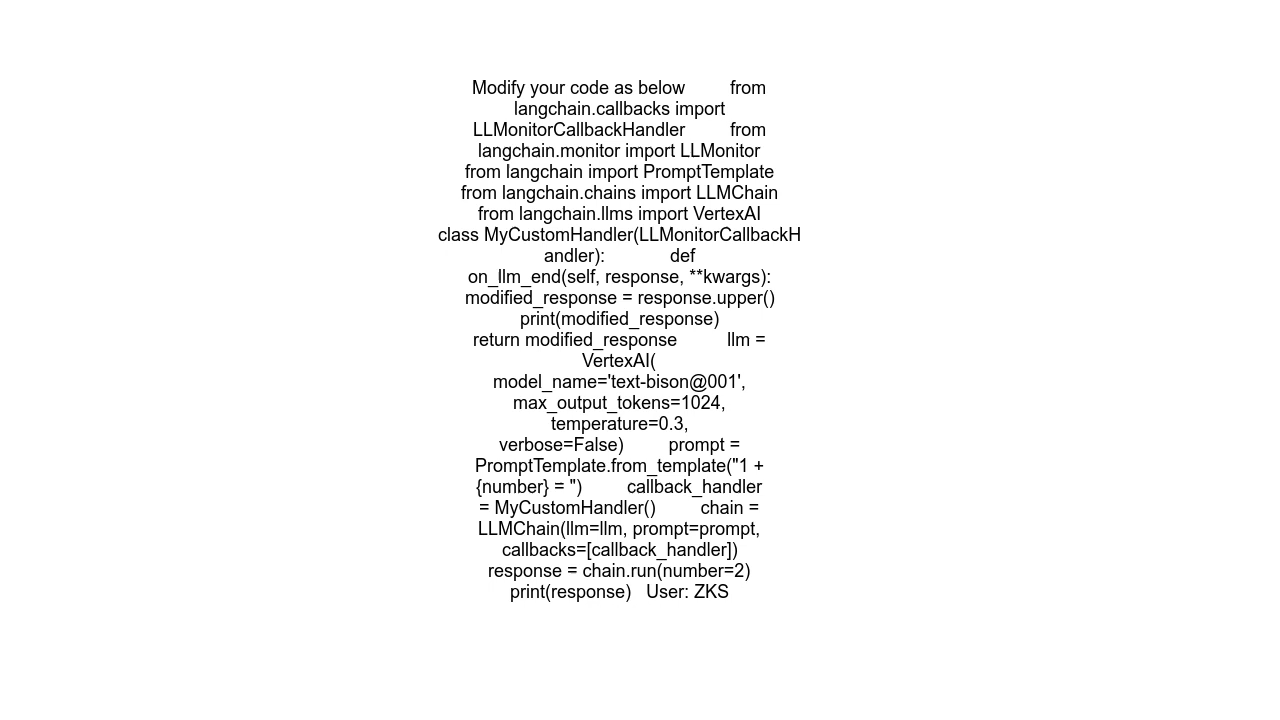 Modify your code as below         from
langchain.callbacks import
LLMonitorCallbackHandler         from
langchain.monitor import LLMonitor
from langchain import PromptTemplate
from langchain.chains import LLMChain
from langchain.llms import VertexAI
class MyCustomHandler(LLMonitorCallbackH
andler):             def
on_llm_end(self, response, **kwargs):
modified_response = response.upper()
print(modified_response)
return modified_response          llm =
VertexAI(
model_name='text-bison@001',
max_output_tokens=1024,
temperature=0.3,
verbose=False)         prompt =
PromptTemplate.from_template("1 +
{number} = ")         callback_handler
= MyCustomHandler()         chain =
LLMChain(llm=llm, prompt=prompt,
callbacks=[callback_handler])
response = chain.run(number=2)
print(response)   User: ZKS